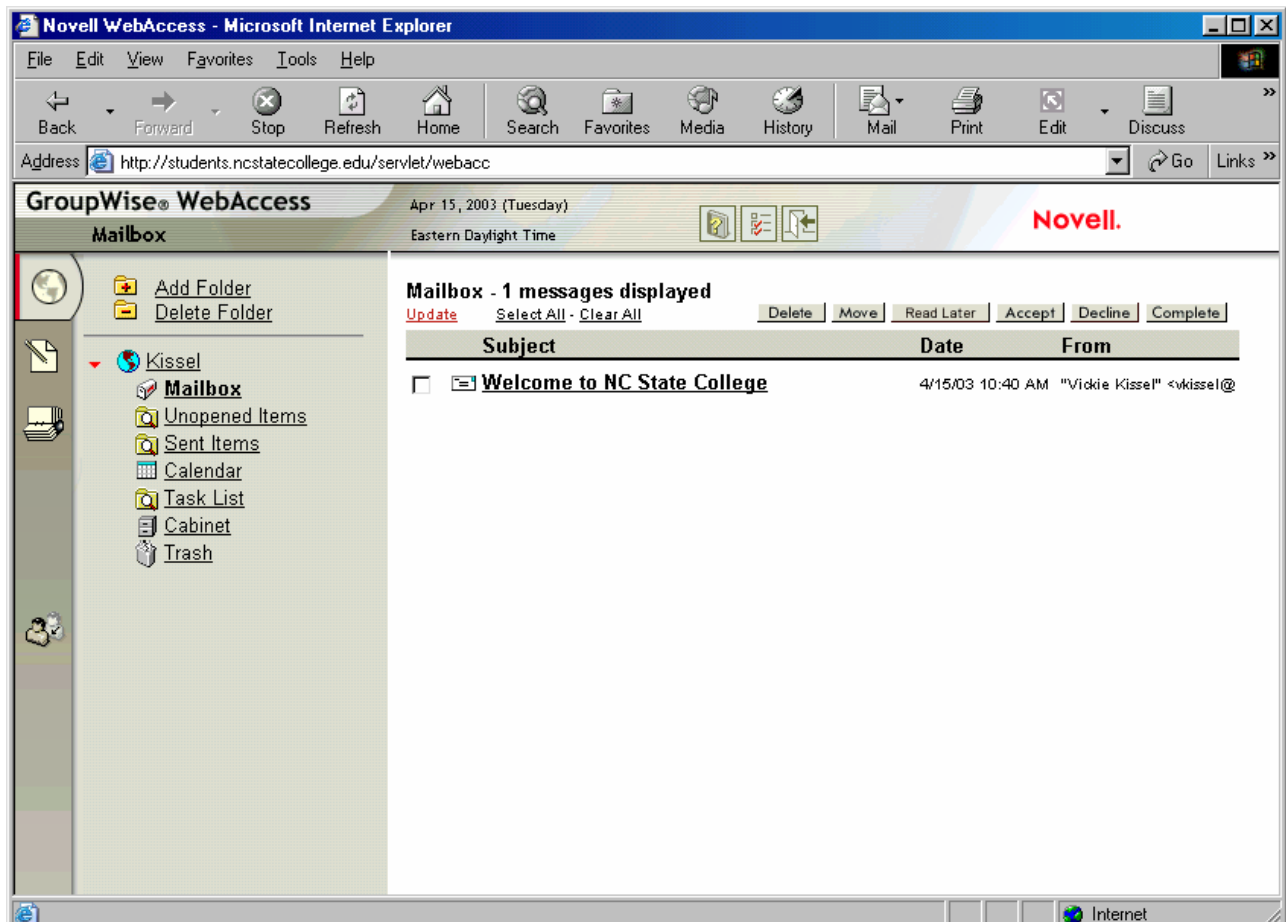 Novell WebAccess - Microsoft Internet Explorer
File Edit View Favorites Tools Help
Back Forward Stop Refresh Home Search Favorites Media History Mail Print Edit Discuss »
Address http://students.ncstatecollege.edu/servlet/webacc Go Links »
GroupWise® WebAccess
Mailbox
Apr 15, 2003 (Tuesday)
Eastern Daylight Time
Novell.
Add Folder
Delete Folder
Kissel
Mailbox
Unopened Items
Sent Items
Calendar
Task List
Cabinet
Trash
Mailbox - 1 messages displayed
Update Select All - Clear All Delete Move Read Later Accept Decline Complete
Subject Date From
Welcome to NC State College 4/15/03 10:40 AM "Vickie Kissel" <vkissel@
Internet